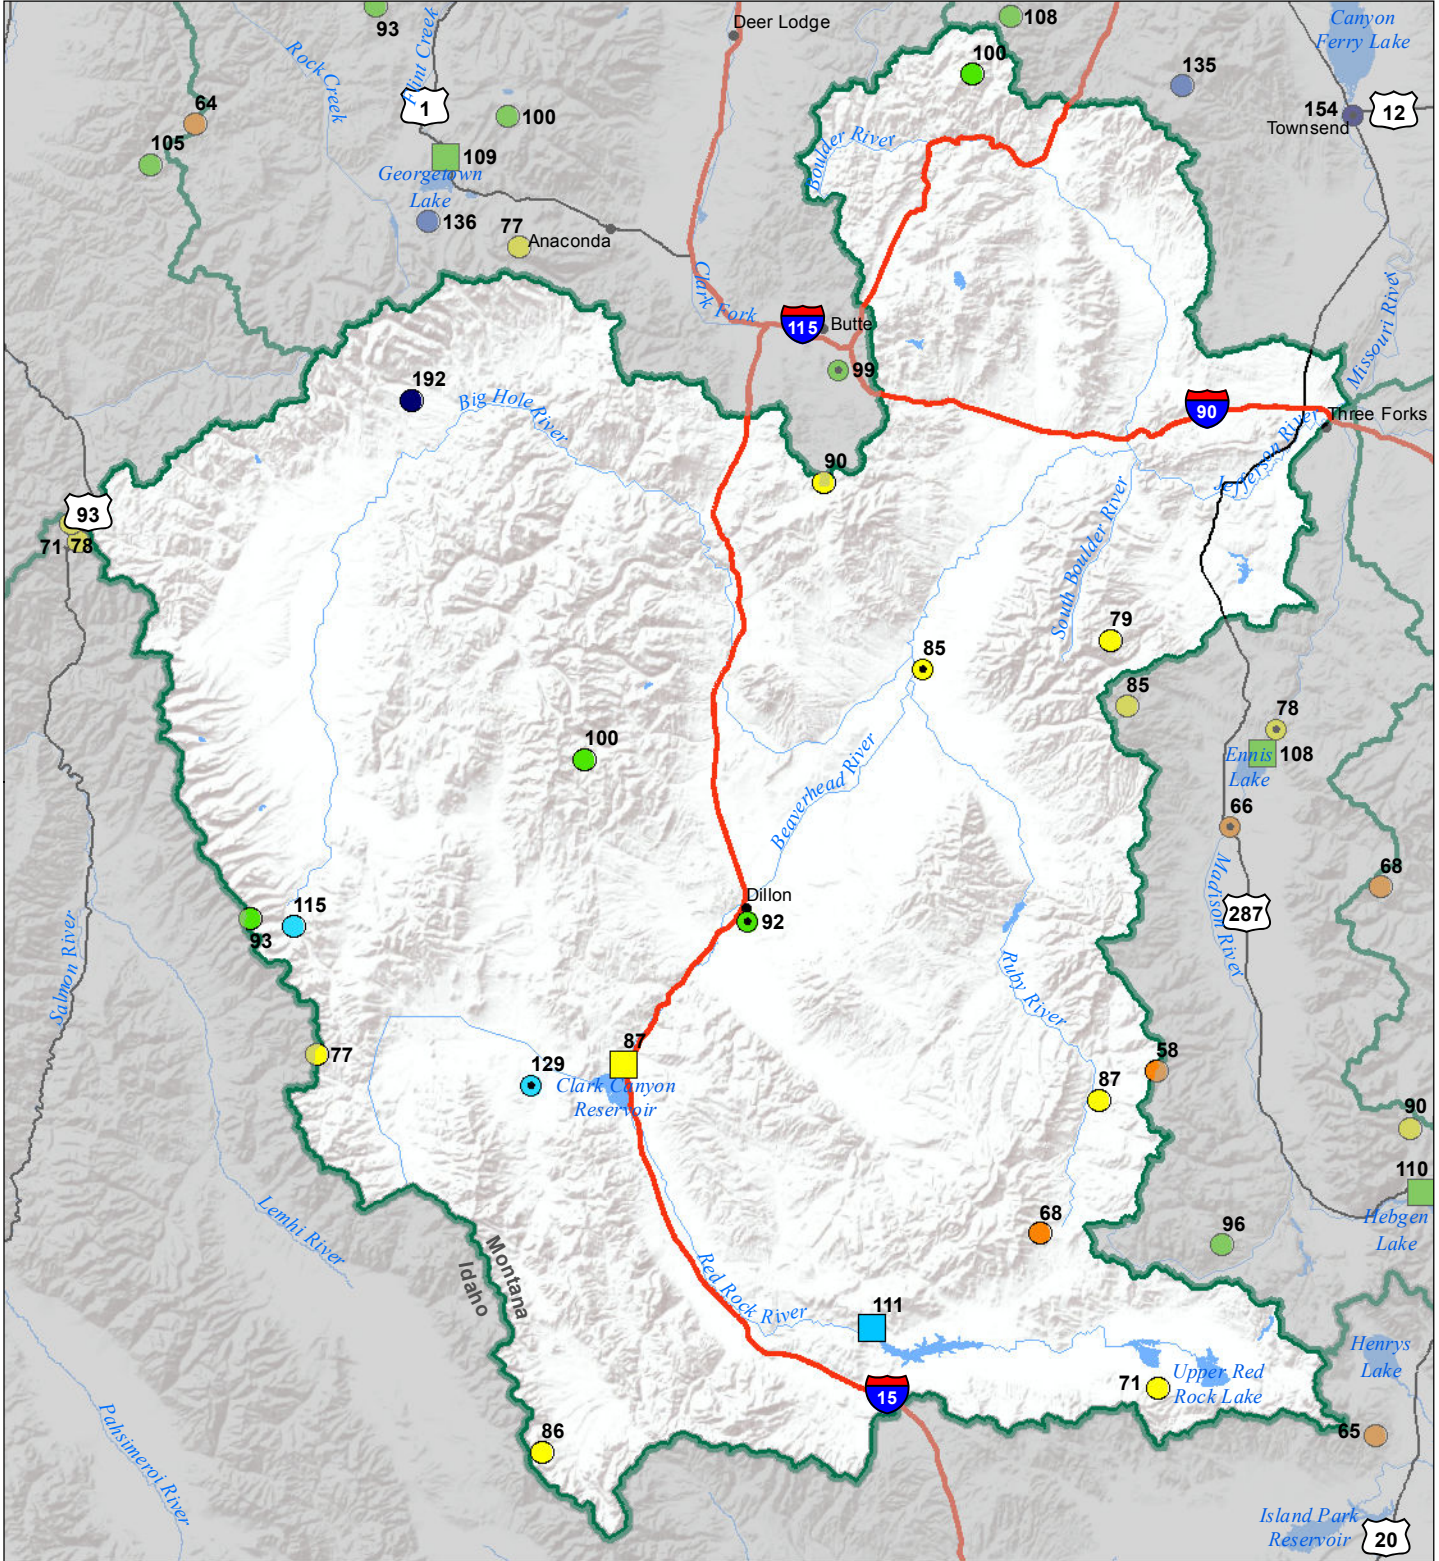 Deer Lodge
108
Canyon
Ferry Lake
93
Flint Creek
Rock Creek
100
135
64
1
100
154
12
Townsend
105
109
Boulder River
Georgetown
Lake
136
77
Anaconda
Clark Fork
Missouri River
115
Butte
99
192
Big Hole River
90
Three Forks
Jefferson River
90
93
71
78
South Boulder River
79
85
85
78
Ennis
Lake
108
100
Beaverhead River
66
68
Dillon
92
115
93
287
Madison River
Salmon River
Ruby River
77
87
129
Clark Canyon
Reservoir
58
87
90
110
Hebgen
Lake
96
68
Lemhi River
Montana
Idaho
Red Rock River
111
Henrys
Lake
Upper Red
Rock Lake
71
15
65
86
Pahsimeroi River
Island Park
Reservoir
20